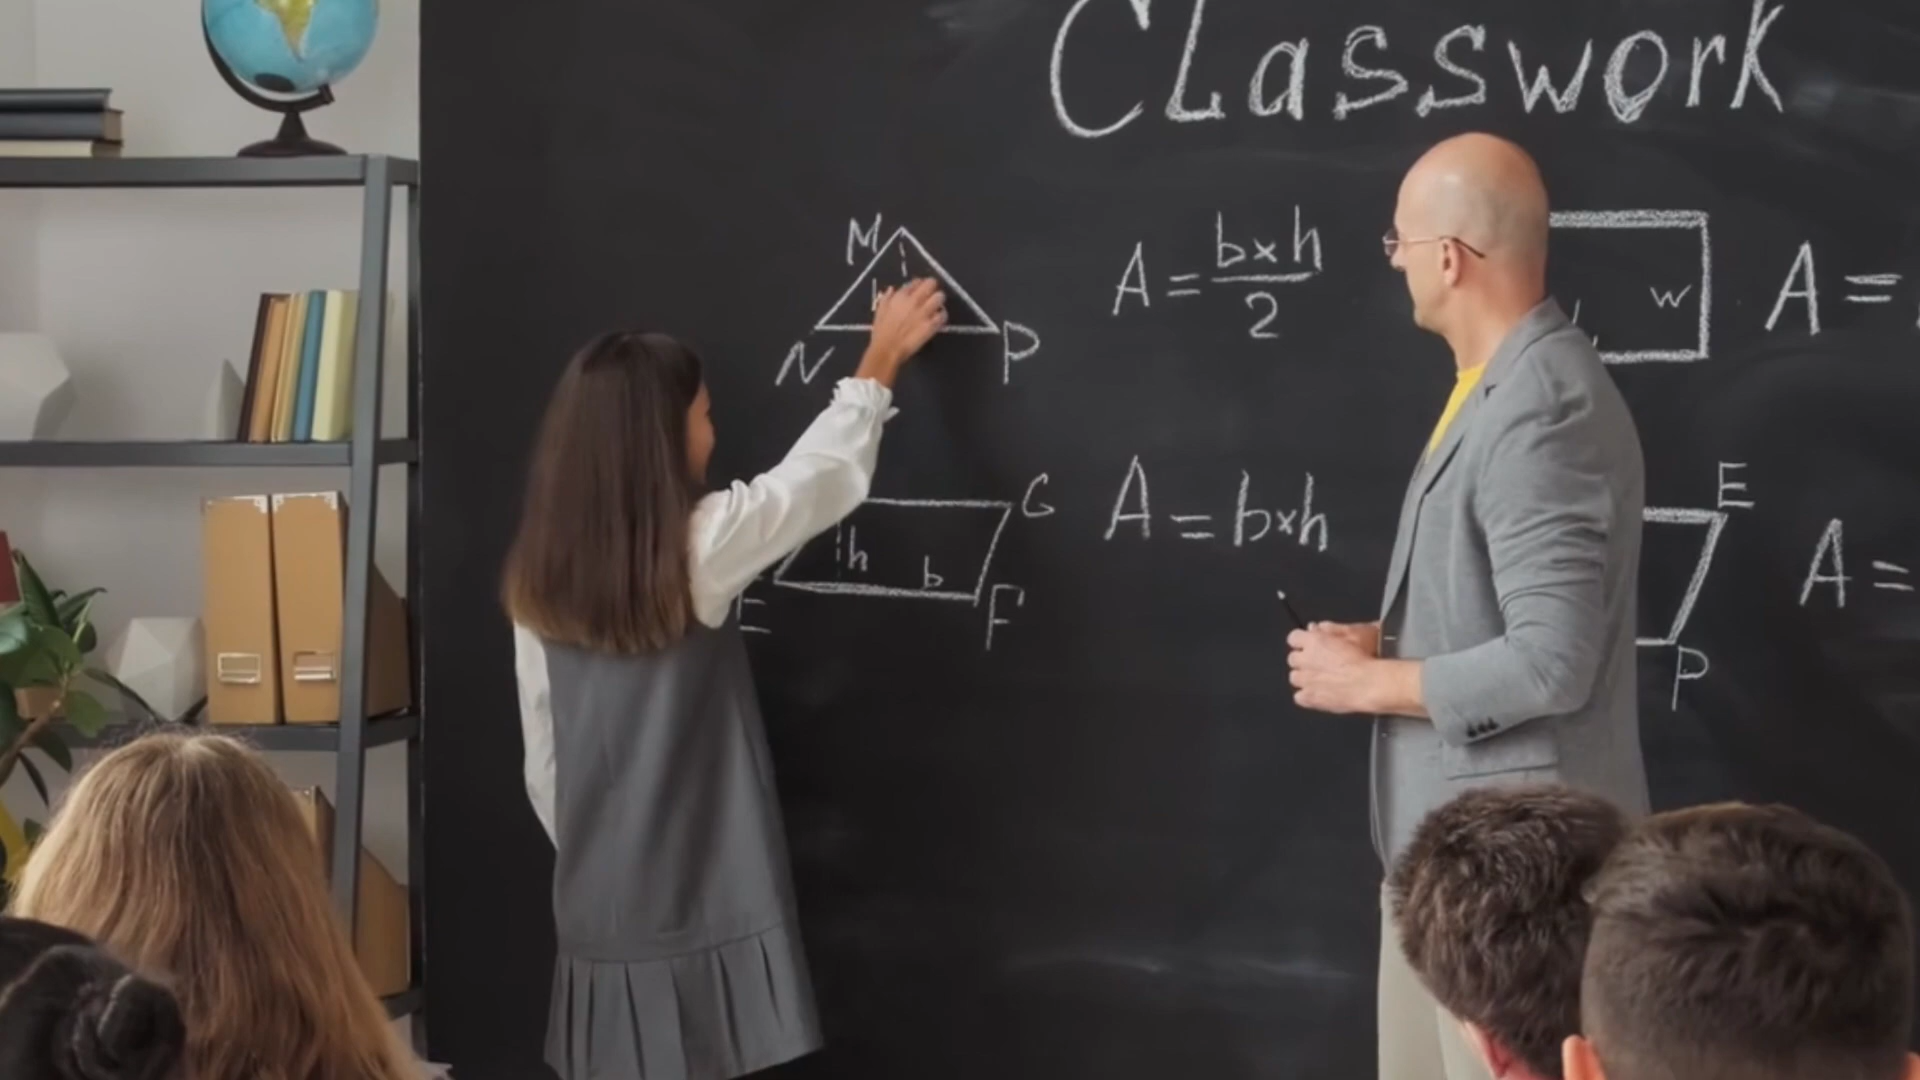 Classwork
M
h
N P
A = b×h
2
w
A =
G
h b
E F
A = b×h
E
P
A =